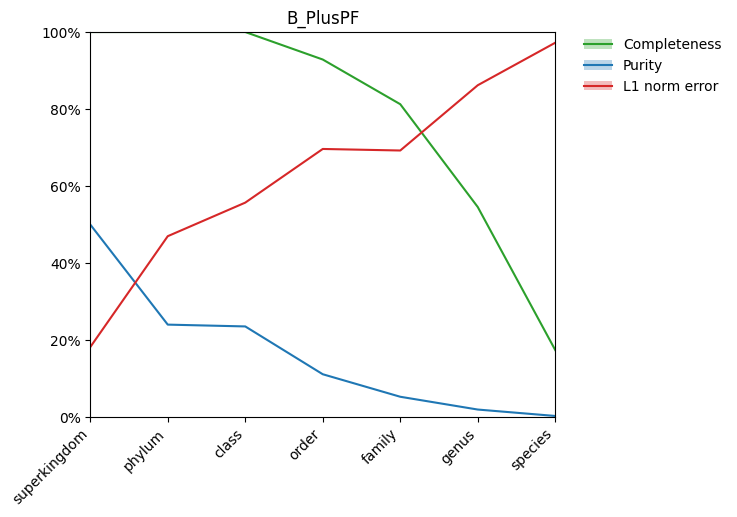 B_PlusPF
100%
80%
60%
40%
20%
0%
superkingdom
phylum
class
order
family
genus
species
Completeness
Purity
L1 norm error